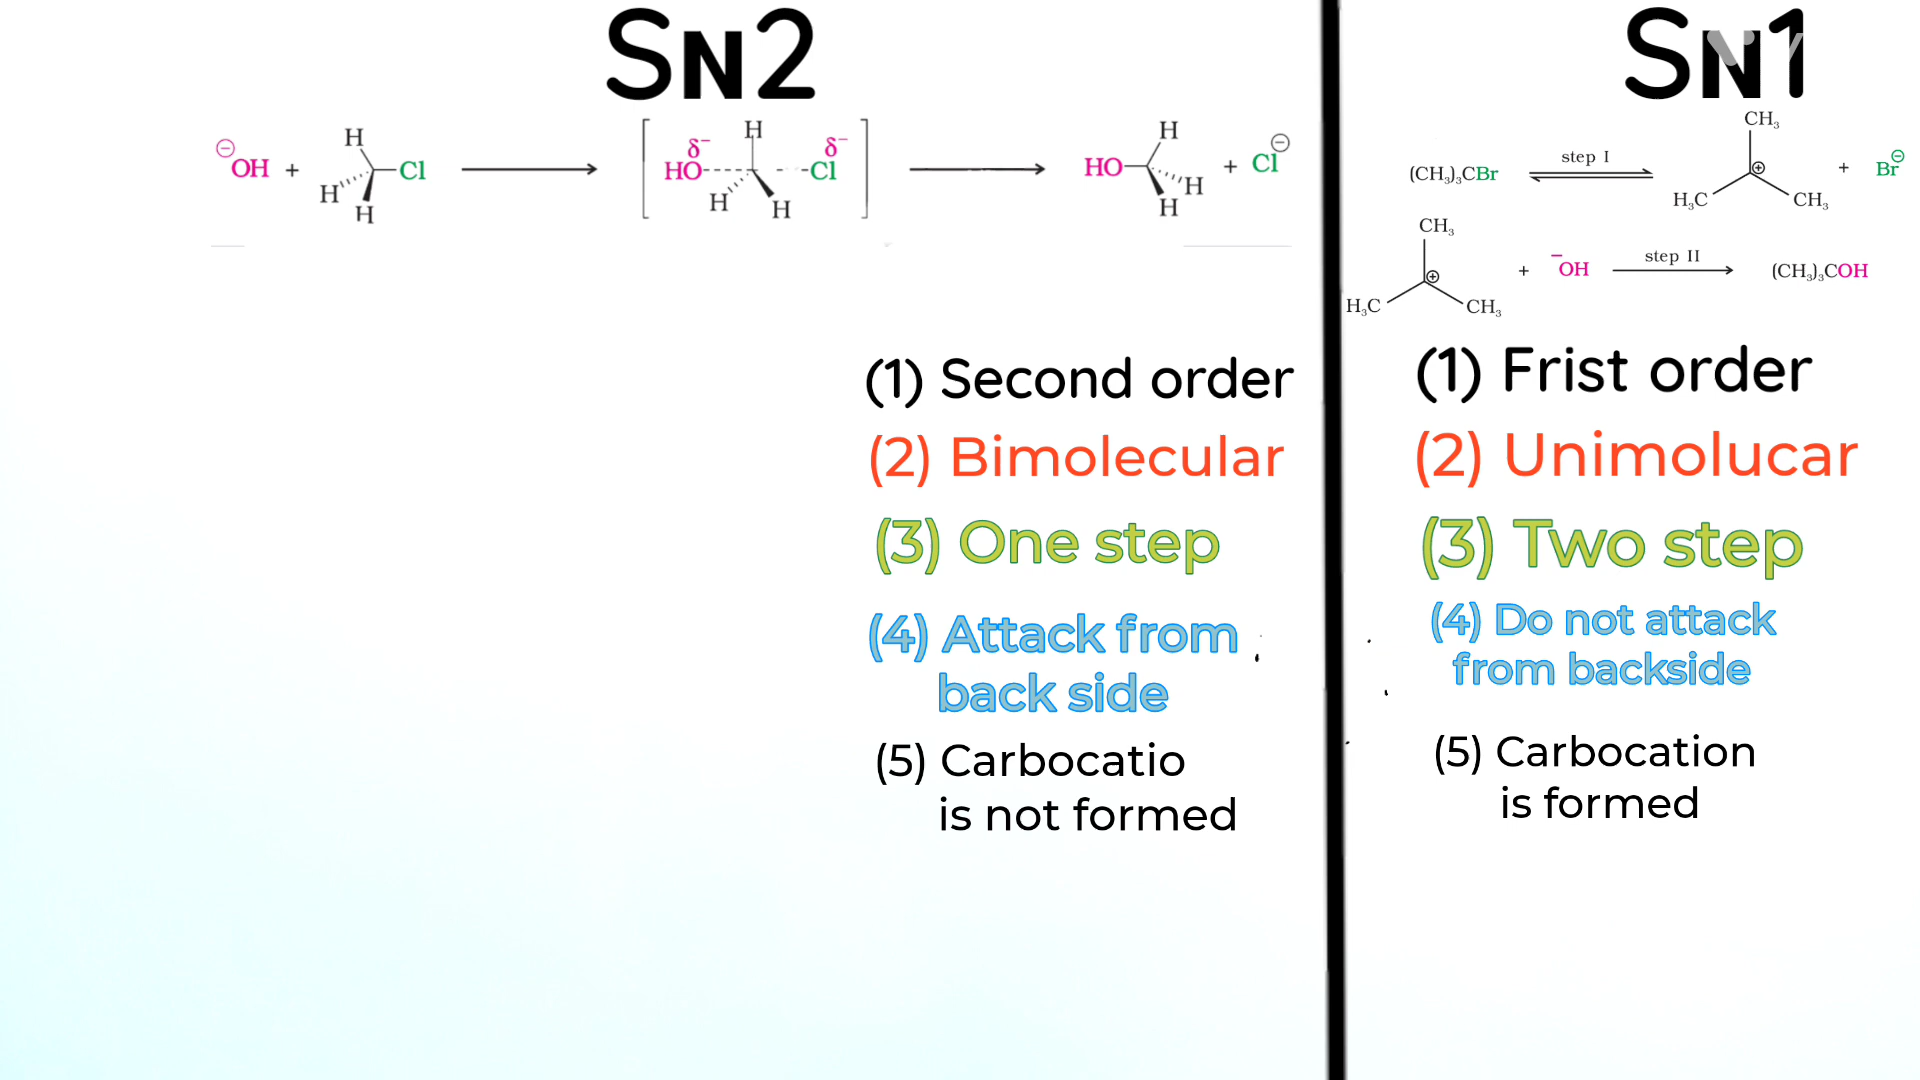 SN2
⊖OH + H H H Cl
[HO δ⁻ H H H Cl δ⁻]
HO H H H + Cl⊖
(1) Second order
(2) Bimolecular
(3) One step
(4) Attack from
back side
(5) Carbocatio
is not formed
SN1
(CH₃)₃CBr step I CH₃ ⊕ H₃C CH₃ + Br⊖
CH₃ ⊕ H₃C CH₃ + ⁻OH step II (CH₃)₃COH
(1) Frist order
(2) Unimolucar
(3) Two step
(4) Do not attack
from backside
(5) Carbocation
is formed